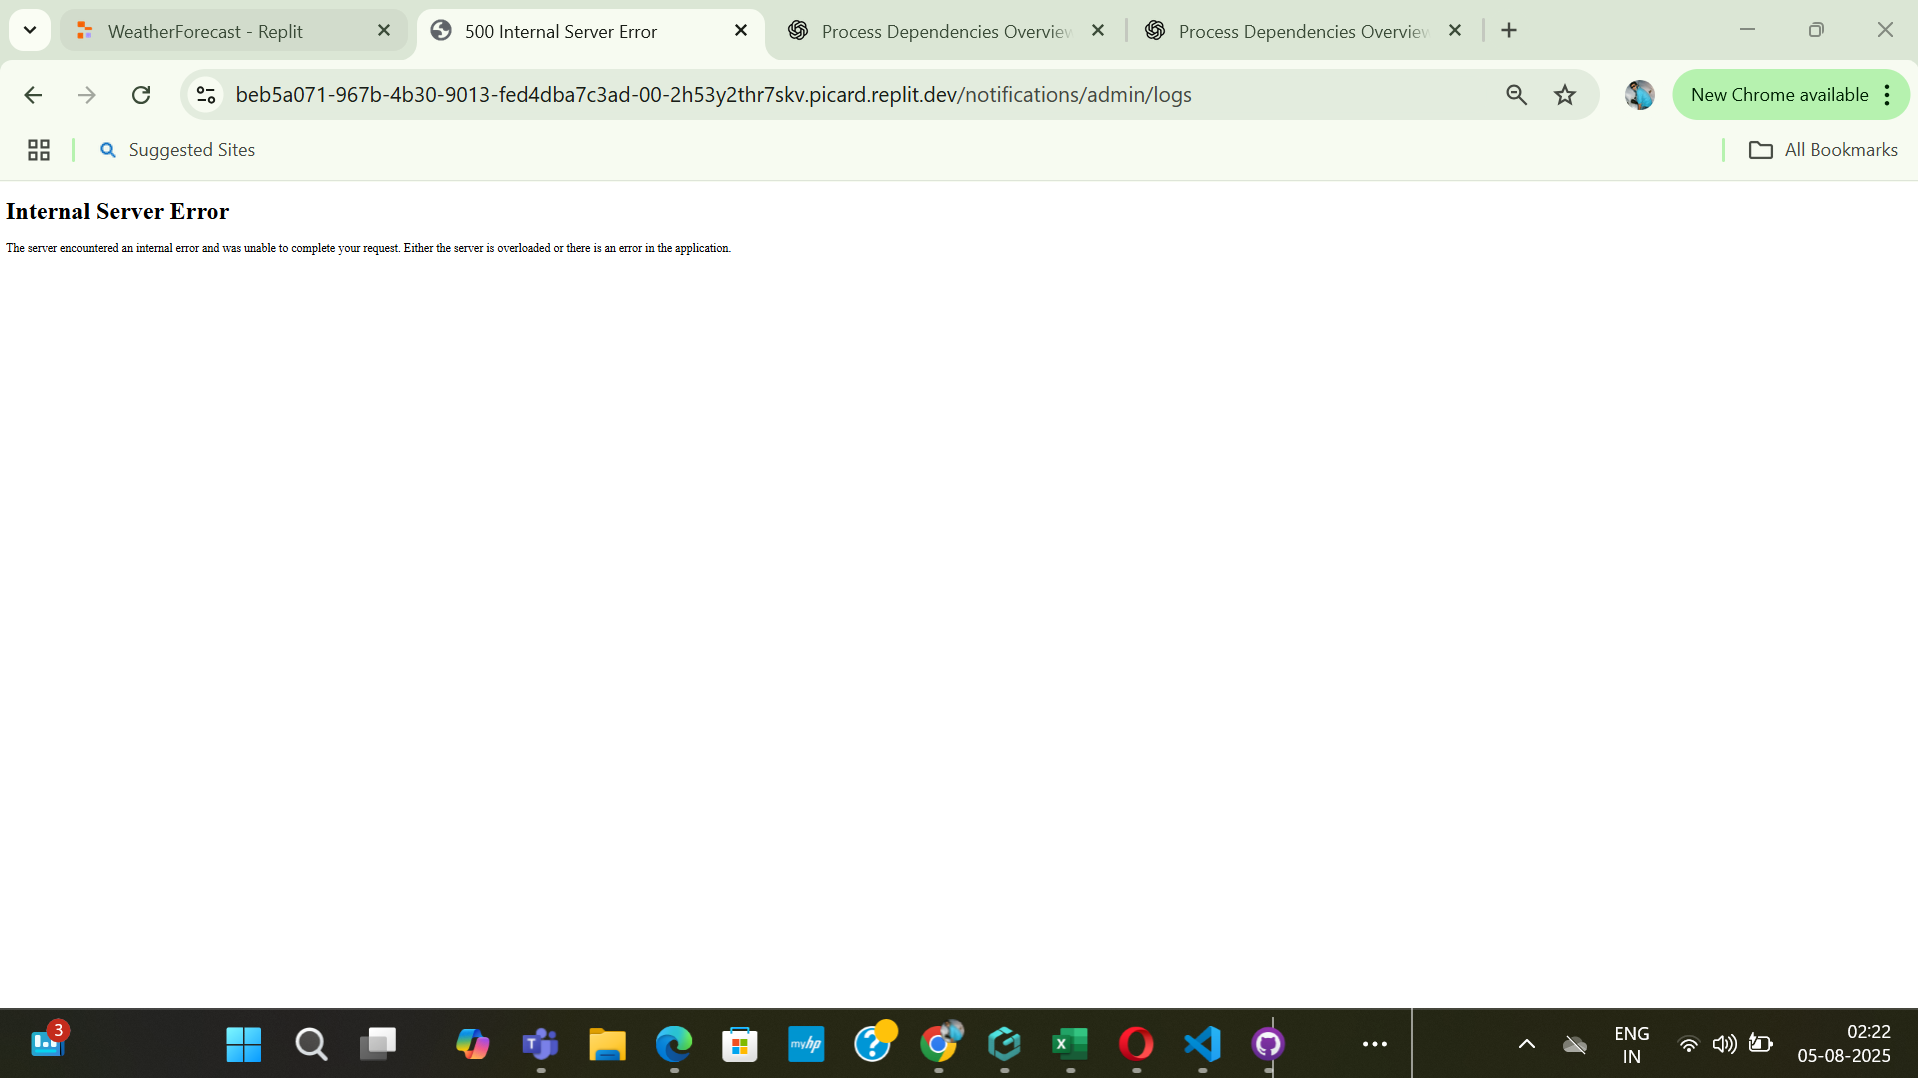 WeatherForecast - Replit
500 Internal Server Error
Process Dependencies Overview
Process Dependencies Overview
beb5a071-967b-4b30-9013-fed4dba7c3ad-00-2h53y2thr7skv.picard.replit.dev/notifications/admin/logs
New Chrome available
Suggested Sites
All Bookmarks
Internal Server Error
The server encountered an internal error and was unable to complete your request. Either the server is overloaded or there is an error in the application.
3
myhp
ENG
IN
02:22
05-08-2025